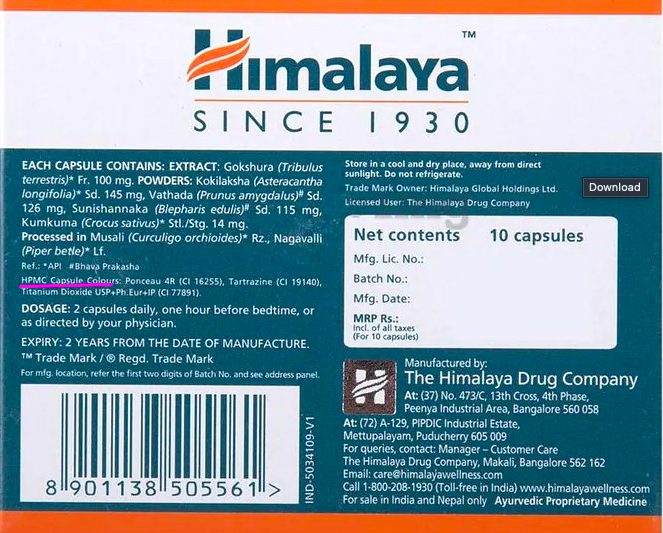 Himalaya™
SINCE 1930
EACH CAPSULE CONTAINS: EXTRACT: Gokshura (Tribulus
terrestris)* Fr. 100 mg. POWDERS: Kokilaksha (Asteracantha
longifolia)* Sd. 145 mg, Vathada (Prunus amygdalus)# Sd.
126 mg, Sunishannaka (Blepharis edulis)# Sd. 115 mg,
Kumkuma (Crocus sativus)* Stl./Stg. 14 mg.
Processed in Musali (Curculigo orchioides)* Rz., Nagavalli
(Piper betle)* Lf.
Ref.: *API #Bhava Prakasha
HPMC Capsule Colours: Ponceau 4R (CI 16255), Tartrazine (CI 19140),
Titanium Dioxide USP+Ph.Eur+IP (CI 77891).
DOSAGE: 2 capsules daily, one hour before bedtime, or
as directed by your physician.
EXPIRY: 2 YEARS FROM THE DATE OF MANUFACTURE.
™ Trade Mark / ® Regd. Trade Mark
For mfg. location, refer the first two digits of Batch No. and see address panel.
8 901138 505561 >
IND-5034109-V1
Store in a cool and dry place, away from direct
sunlight. Do not refrigerate.
Trade Mark Owner: Himalaya Global Holdings Ltd.
Licensed User: The Himalaya Drug Company
Download
Net contents 10 capsules
Mfg. Lic. No.:
Batch No.:
Mfg. Date:
MRP Rs.:
Incl. of all taxes
(For 10 capsules)
Manufactured by:
The Himalaya Drug Company
At: (37) No. 473/C, 13th Cross, 4th Phase,
Peenya Industrial Area, Bangalore 560 058
At: (72) A-129, PIPDIC Industrial Estate,
Mettupalayam, Puducherry 605 009
For queries, contact: Manager – Customer Care
The Himalaya Drug Company, Makali, Bangalore 562 162
Email: care@himalayawellness.com
Call 1-800-208-1930 (Toll-free in India) www.himalayawellness.com
For sale in India and Nepal only Ayurvedic Proprietary Medicine